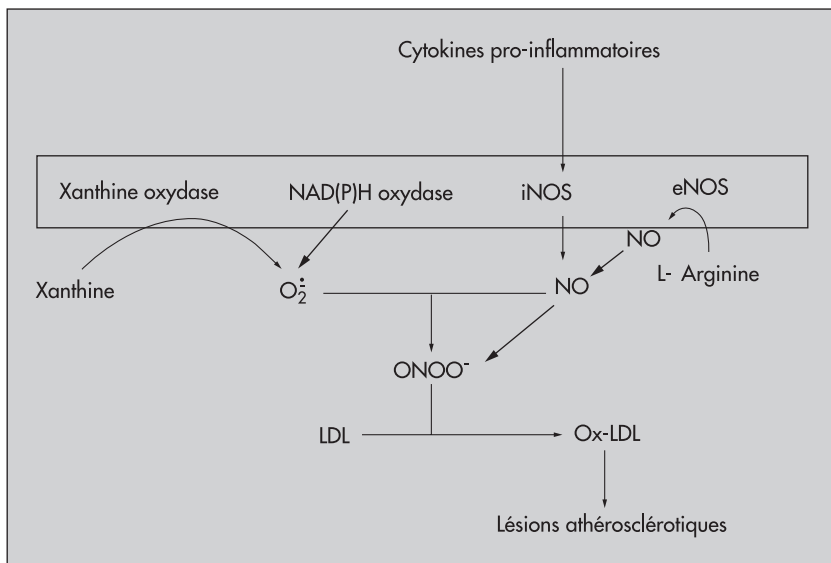 Cytokines pro-inflammatoires
Xanthine oxydase NAD(P)H oxydase iNOS eNOS
NO
Xanthine O₂•̶ NO L- Arginine
ONOO⁻
LDL Ox-LDL
Lésions athérosclérotiques